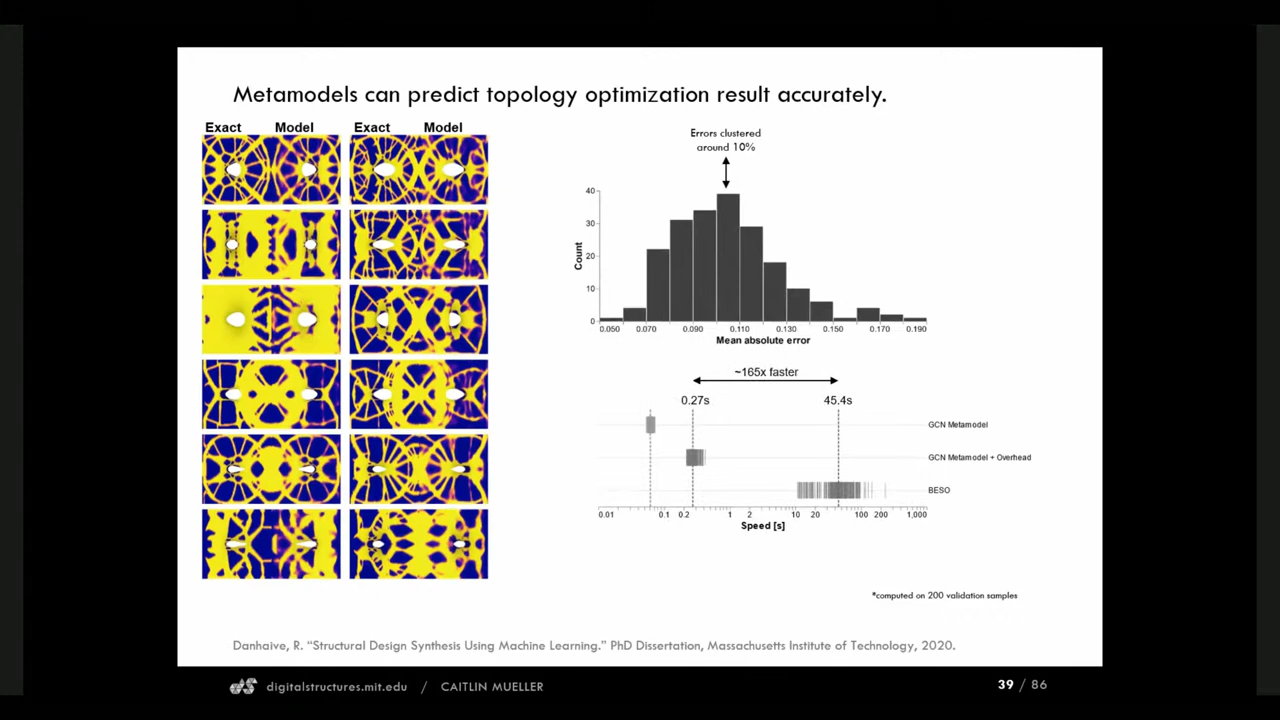 Metamodels can predict topology optimization result accurately.
Exact Model Exact Model
Errors clustered
around 10%
40
30
20
10
0
Count
0.050 0.070 0.090 0.110 0.130 0.150 0.170 0.190
Mean absolute error
~165x faster
0.27s 45.4s
GCN Metamodel
GCN Metamodel + Overhead
BESO
0.01 0.1 0.2 1 2 10 20 100 200 1,000
Speed [s]
*computed on 200 validation samples
Danhaive, R. “Structural Design Synthesis Using Machine Learning.” PhD Dissertation, Massachusetts Institute of Technology, 2020.
digitalstructures.mit.edu / CAITLIN MUELLER
39 / 86